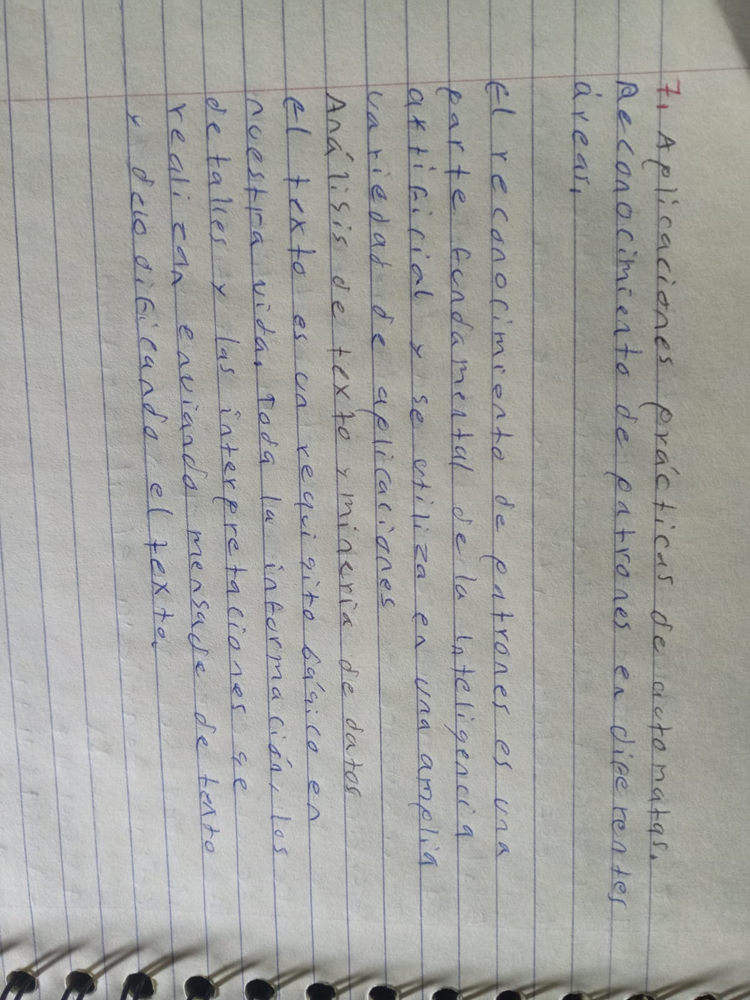 7. Aplicaciones prácticas de automatas.
Reconocimiento de patrones en diferentes
áreas.
El reconocimiento de patrones es una
parte fundamental de la inteligencia
artificial y se utiliza en una amplia
variedad de aplicaciones
Análisis de texto y mineria de datos
el texto es un requisito básico en
nuestra vida. Toda la información, los
detalles y las interpretaciones se
realizan enviando mensade de tento
y decodificando el texto.